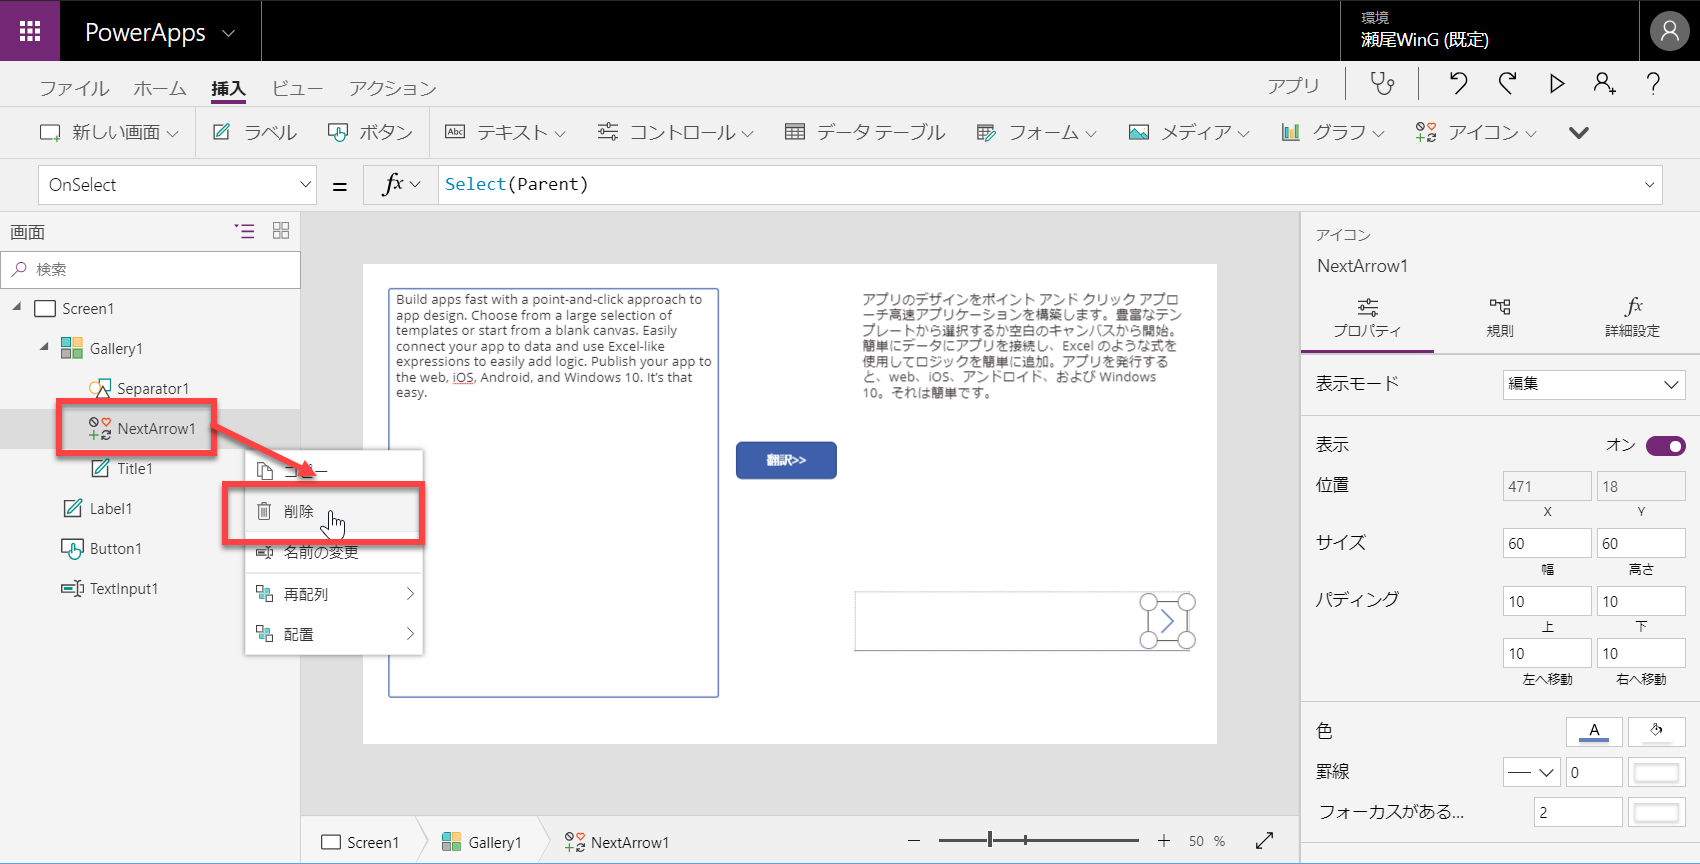 PowerApps
環境
瀬尾WinG (既定)
ファイル ホーム 挿入 ビュー アクション アプリ
新しい画面 ラベル ボタン Abc テキスト コントロール データ テーブル フォーム メディア グラフ アイコン
OnSelect = fx Select(Parent)
画面
検索
Screen1
Gallery1
Separator1
NextArrow1
Title1
Label1
Button1
TextInput1
コピー
削除
名前の変更
再配列
配置
Build apps fast with a point-and-click approach to
app design. Choose from a large selection of
templates or start from a blank canvas. Easily
connect your app to data and use Excel-like
expressions to easily add logic. Publish your app to
the web, iOS, Android, and Windows 10. It's that
easy.
翻訳>>
アプリのデザインをポイント アンド クリック アプロ
ーチ高速アプリケーションを構築します。豊富なテン
プレートから選択するか空白のキャンバスから開始。
簡単にデータにアプリを接続し、Excel のような式を
使用してロジックを簡単に追加。アプリを発行する
と、web、iOS、アンドロイド、および Windows
10。それは簡単です。
Screen1 Gallery1 NextArrow1 50 %
アイコン
NextArrow1
プロパティ 規則 fx 詳細設定
表示モード 編集
表示 オン
位置 471 18
X Y
サイズ 60 60
幅 高さ
パディング 10 10
上 下
10 10
左へ移動 右へ移動
色 A
罫線 0
フォーカスがある... 2